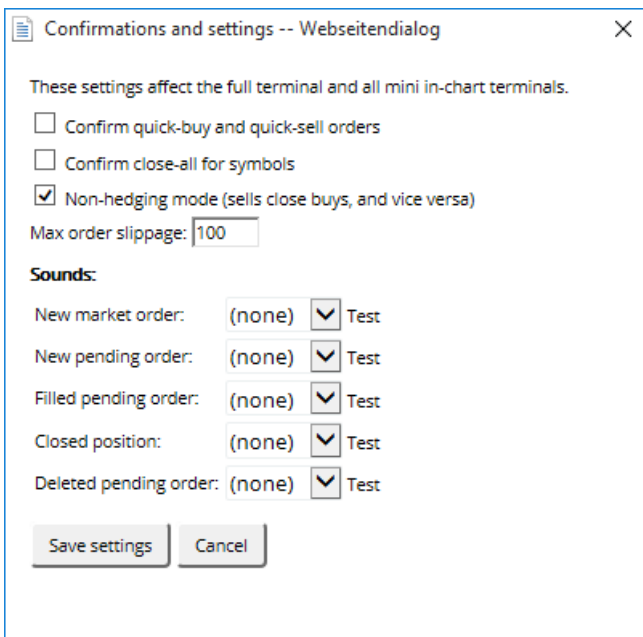 Confirmations and settings -- Webseitendialog
These settings affect the full terminal and all mini in-chart terminals.
Confirm quick-buy and quick-sell orders
Confirm close-all for symbols
Non-hedging mode (sells close buys, and vice versa)
Max order slippage: 100
Sounds:
New market order: (none) Test
New pending order: (none) Test
Filled pending order: (none) Test
Closed position: (none) Test
Deleted pending order: (none) Test
Save settings Cancel